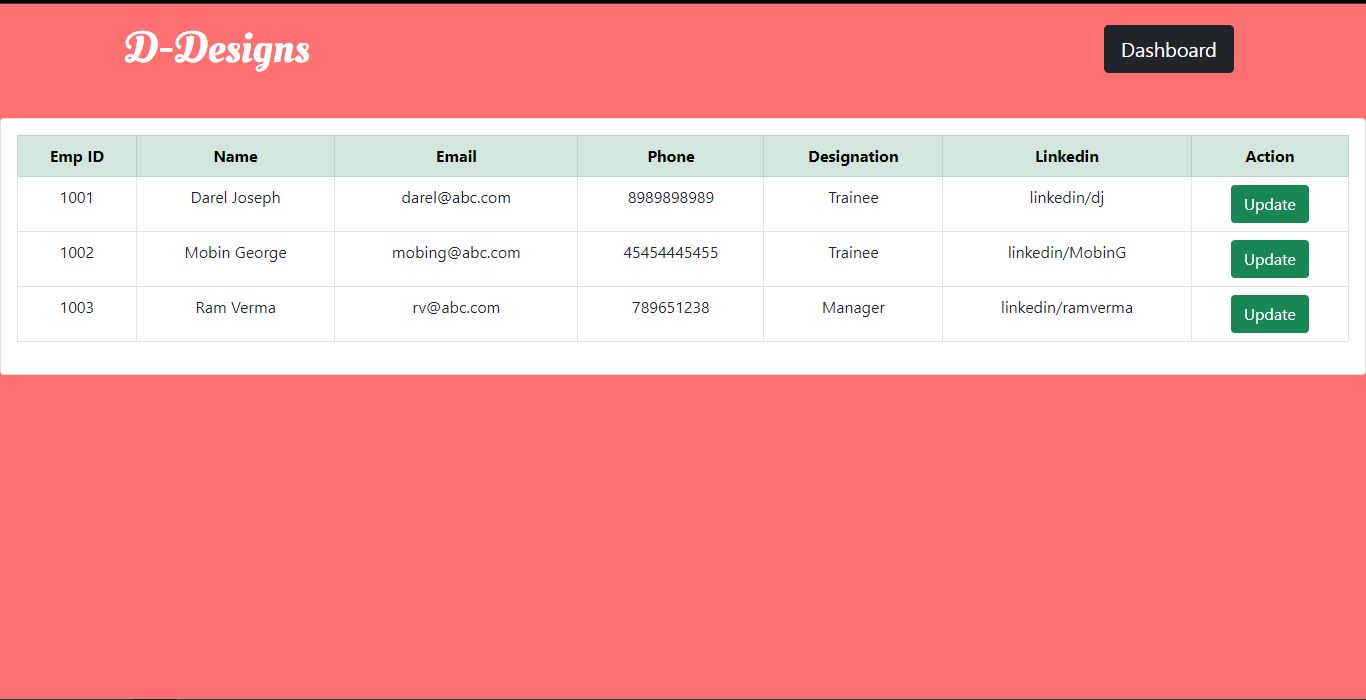 D-Designs
Dashboard
Emp ID Name Email Phone Designation Linkedin Action
1001 Darel Joseph darel@abc.com 8989898989 Trainee linkedin/dj Update
1002 Mobin George mobing@abc.com 45454445455 Trainee linkedin/MobinG Update
1003 Ram Verma rv@abc.com 789651238 Manager linkedin/ramverma Update